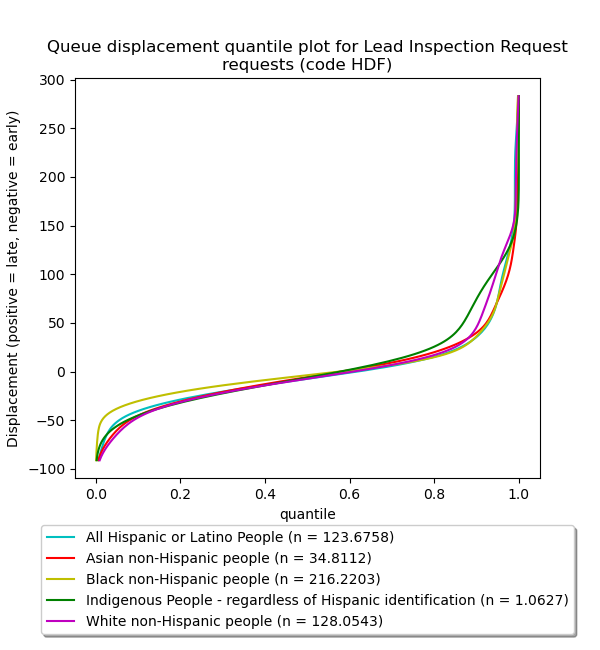 Queue displacement quantile plot for Lead Inspection Request
requests (code HDF)
Displacement (positive = late, negative = early)
300
250
200
150
100
50
0
−50
−100
0.0 0.2 0.4 0.6 0.8 1.0
quantile
All Hispanic or Latino People (n = 123.6758)
Asian non-Hispanic people (n = 34.8112)
Black non-Hispanic people (n = 216.2203)
Indigenous People - regardless of Hispanic identification (n = 1.0627)
White non-Hispanic people (n = 128.0543)